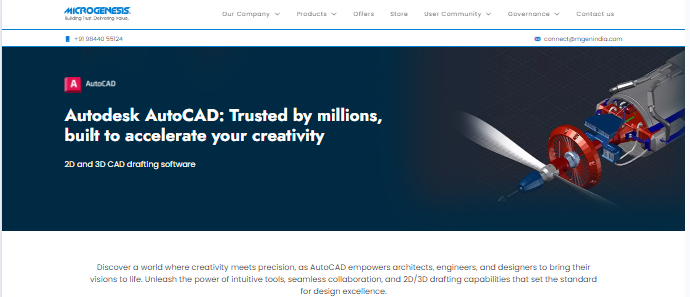 MICROGENESIS
Building Trust. Delivering Value.
Our Company Products Offers Store User Community Governance Contact us
+91 98440 55124 connect@mgenindia.com
A AutoCAD
Autodesk AutoCAD: Trusted by millions,
built to accelerate your creativity
2D and 3D CAD drafting software
Discover a world where creativity meets precision, as AutoCAD empowers architects, engineers, and designers to bring their
visions to life. Unleash the power of intuitive tools, seamless collaboration, and 2D/3D drafting capabilities that set the standard
for design excellence.